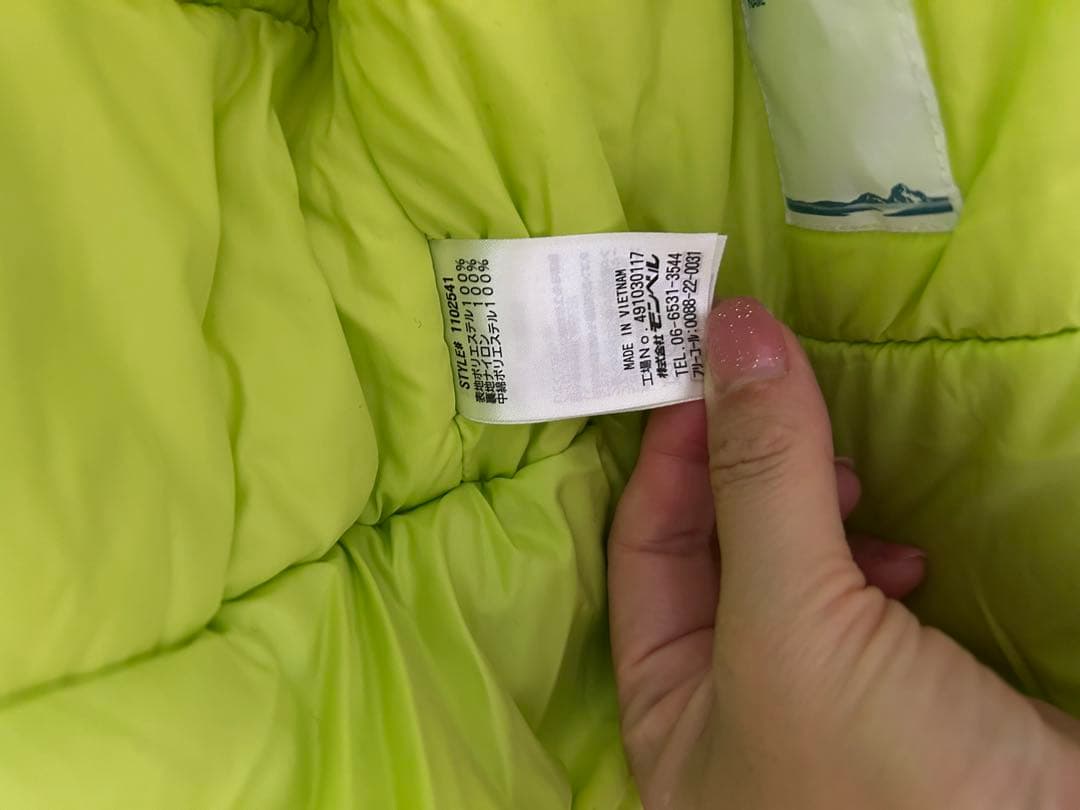 STYLE# 1102541
表地ポリエステル100%
裏地ナイロン 100%
中綿ポリエステル100%
MADE IN VIETNAM
工場No. 491030117
株式会社モンベル
TEL. 06-6531-3544
フリーコール:0088-22-0031